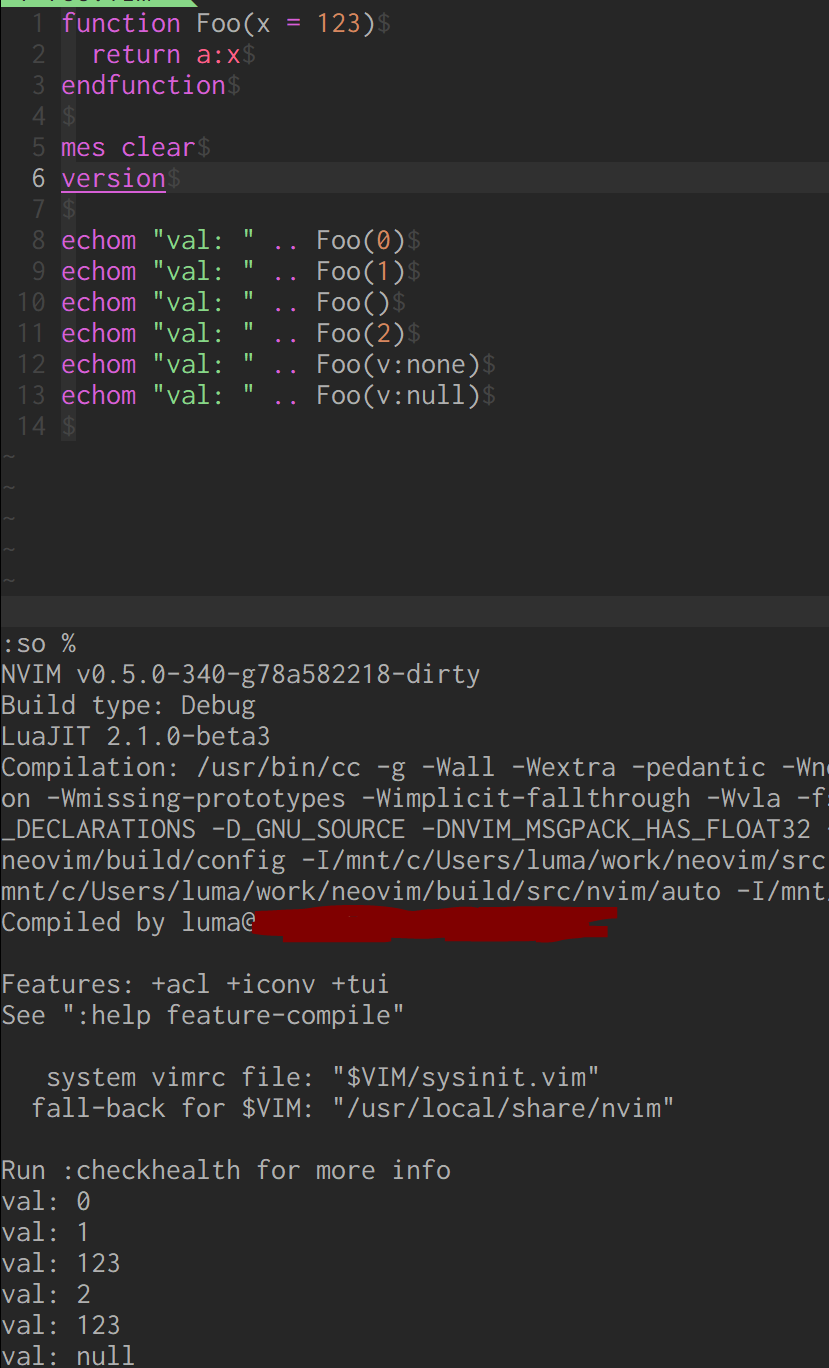 1 function Foo(x = 123)$
2   return a:x$
3 endfunction$
4 $
5 mes clear$
6 version$
7 $
8 echom "val: " .. Foo(0)$
9 echom "val: " .. Foo(1)$
10 echom "val: " .. Foo()$
11 echom "val: " .. Foo(2)$
12 echom "val: " .. Foo(v:none)$
13 echom "val: " .. Foo(v:null)$
14 $
~
~
~
~
~
:so %
NVIM v0.5.0-340-g78a582218-dirty
Build type: Debug
LuaJIT 2.1.0-beta3
Compilation: /usr/bin/cc -g -Wall -Wextra -pedantic
on -Wmissing-prototypes -Wimplicit-fallthrough -Wvla
_DECLARATIONS -D_GNU_SOURCE -DNVIM_MSGPACK_HAS_FLOAT32
neovim/build/config -I/mnt/c/Users/luma/work/neovim/src
mnt/c/Users/luma/work/neovim/build/src/nvim/auto -I/mnt
Compiled by luma@
Features: +acl +iconv +tui
See ":help feature-compile"
system vimrc file: "$VIM/sysinit.vim"
fall-back for $VIM: "/usr/local/share/nvim"
Run :checkhealth for more info
val: 0
val: 1
val: 123
val: 2
val: 123
val: null